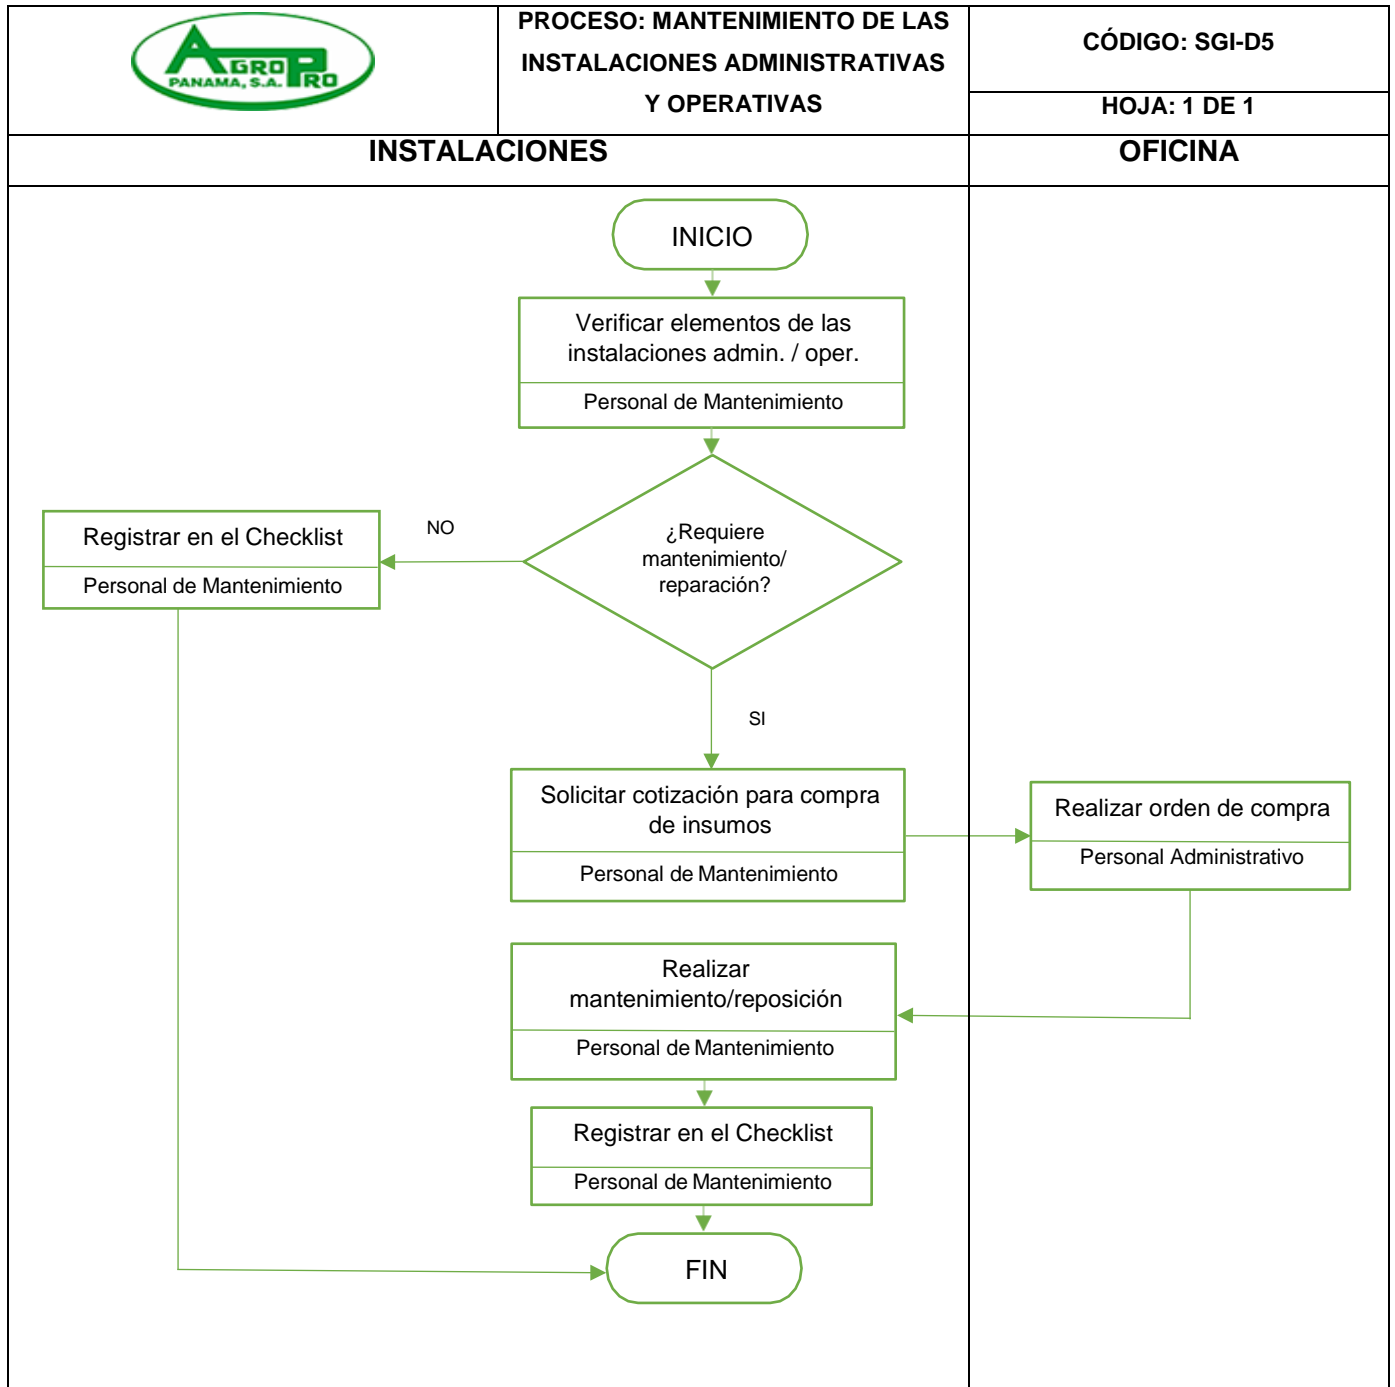 AGROPRO
PANAMA, S.A.
PROCESO: MANTENIMIENTO DE LAS
INSTALACIONES ADMINISTRATIVAS
Y OPERATIVAS
CÓDIGO: SGI-D5
HOJA: 1 DE 1
INSTALACIONES
OFICINA
INICIO
Verificar elementos de las
instalaciones admin. / oper.
Personal de Mantenimiento
¿Requiere
mantenimiento/
reparación?
NO
Registrar en el Checklist
Personal de Mantenimiento
SI
Solicitar cotización para compra
de insumos
Personal de Mantenimiento
Realizar orden de compra
Personal Administrativo
Realizar
mantenimiento/reposición
Personal de Mantenimiento
Registrar en el Checklist
Personal de Mantenimiento
FIN